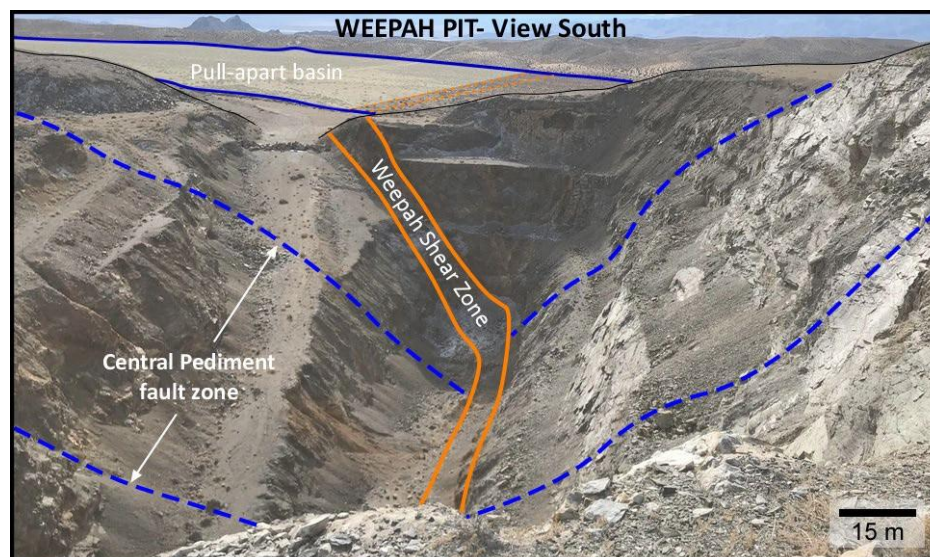 WEEPAH PIT- View South
Pull-apart basin
Weepah Shear Zone
Central Pediment
fault zone
15 m